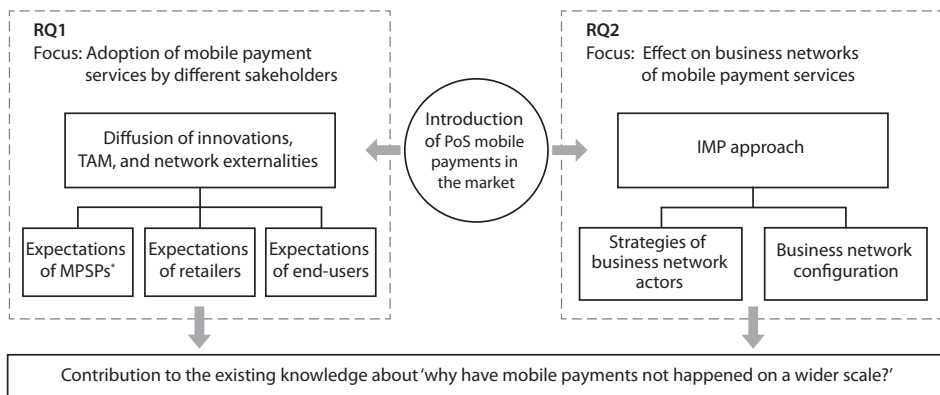 RQ1
Focus: Adoption of mobile payment
services by different sakeholders
Diffusion of innovations,
TAM, and network externalities
Expectations
of MPSPs*
Expectations
of retailers
Expectations
of end-users
Introduction
of PoS mobile
payments in
the market
RQ2
Focus: Effect on business networks
of mobile payment services
IMP approach
Strategies of
business network
actors
Business network
configuration
Contribution to the existing knowledge about ‘why have mobile payments not happened on a wider scale?’